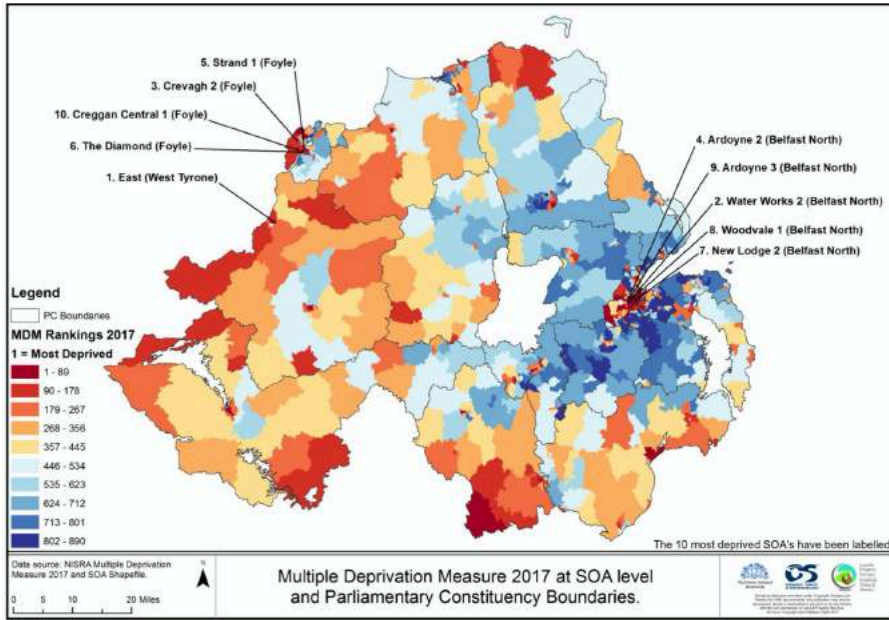 5. Strand 1 (Foyle)
3. Crevagh 2 (Foyle)
10. Creggan Central 1 (Foyle)
6. The Diamond (Foyle)
1. East (West Tyrone)
4. Ardoyne 2 (Belfast North)
9. Ardoyne 3 (Belfast North)
2. Water Works 2 (Belfast North)
8. Woodvale 1 (Belfast North)
7. New Lodge 2 (Belfast North)
Legend
PC Boundaries
MDM Rankings 2017
1 = Most Deprived
1 - 89
90 - 178
179 - 267
268 - 356
357 - 445
446 - 534
535 - 623
624 - 712
713 - 801
802 - 890
The 10 most deprived SOA's have been labelled
Data source: NISRA Multiple Deprivation
Measure 2017 and SOA Shapefile.
N
0 5 10 20 Miles
Multiple Deprivation Measure 2017 at SOA level
and Parliamentary Constituency Boundaries.